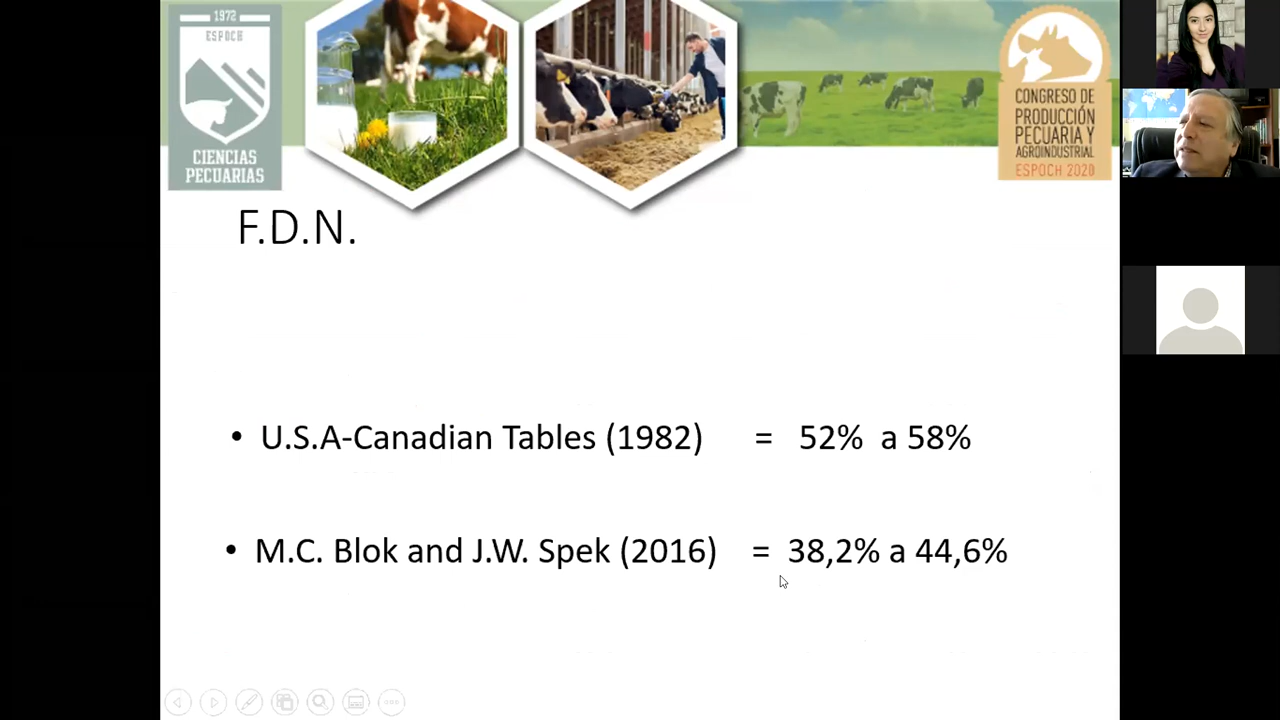 1972
ESPOCH
CIENCIAS
PECUARIAS
CONGRESO DE
PRODUCCIÓN
PECUARIA Y
AGROINDUSTRIAL
ESPOCH 2020
F.D.N.
• U.S.A-Canadian Tables (1982) = 52% a 58%
• M.C. Blok and J.W. Spek (2016) = 38,2% a 44,6%